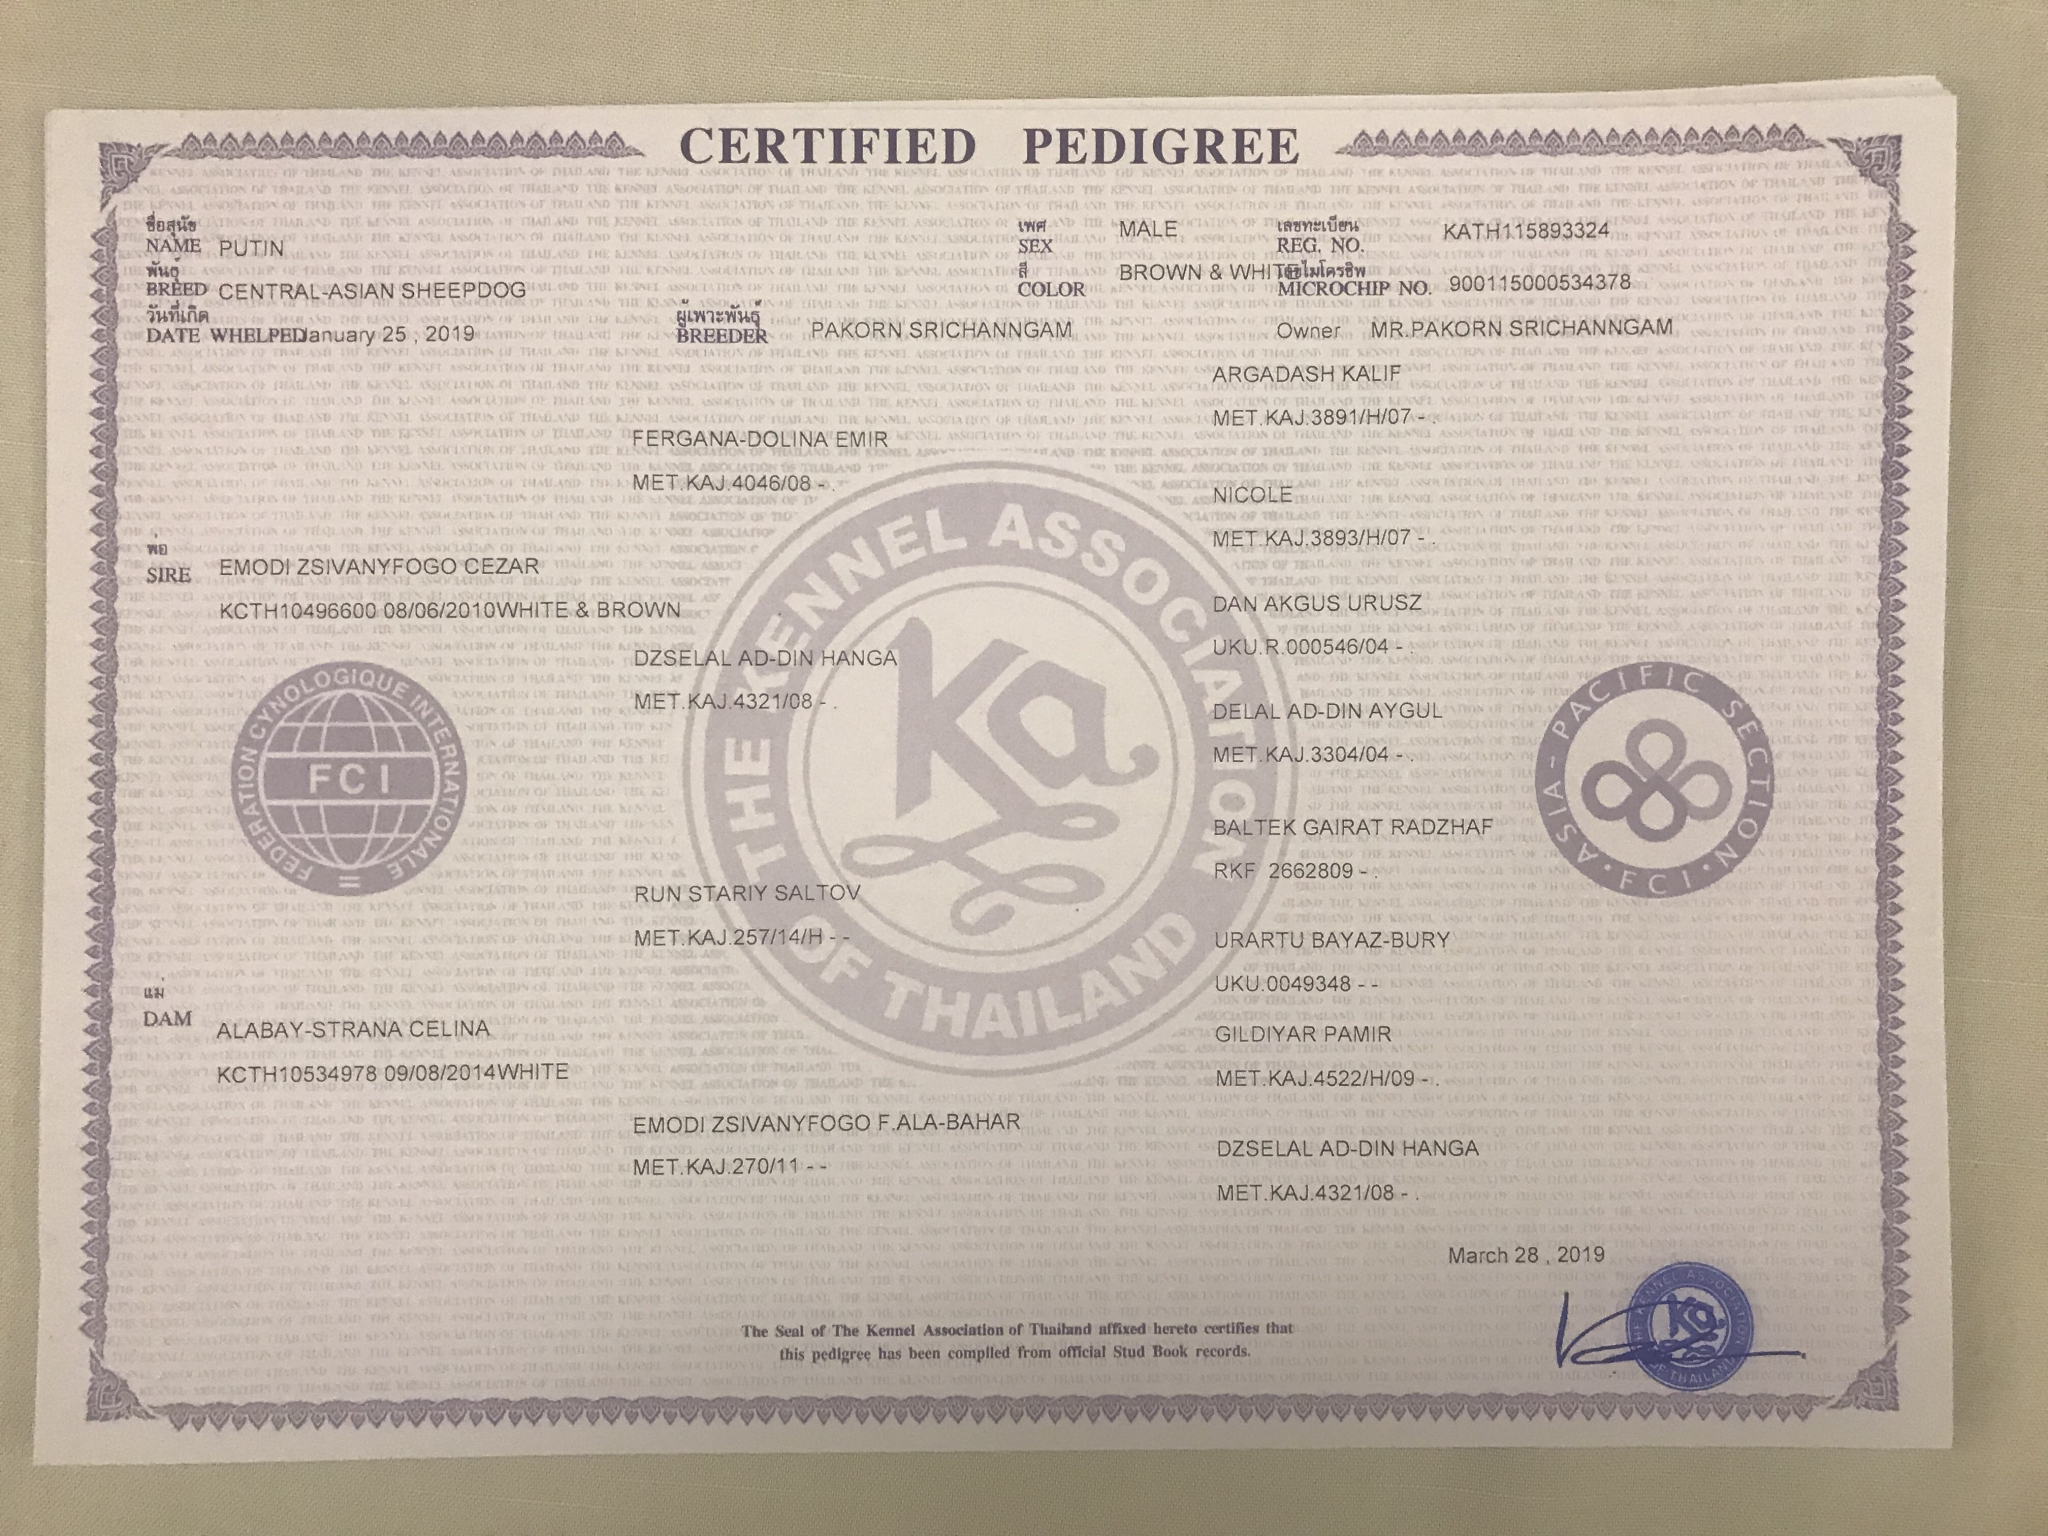 CERTIFIED PEDIGREE
ชื่อสุนัข
NAME PUTIN
เพศ
SEX MALE
เลขทะเบียน
REG. NO. KATH115893324
พันธุ์
BREED CENTRAL-ASIAN SHEEPDOG
สี
COLOR BROWN & WHITE
ไมโครชิพ
MICROCHIP NO. 900115000534378
วันที่เกิด
DATE WHELPED January 25 , 2019
ผู้เพาะพันธุ์
BREEDER PAKORN SRICHANNGAM
Owner MR.PAKORN SRICHANNGAM
ARGADASH KALIF
MET.KAJ.3891/H/07 - .
FERGANA-DOLINA EMIR
MET.KAJ.4046/08 - .
NICOLE
MET.KAJ.3893/H/07 - .
พ่อ
SIRE EMODI ZSIVANYFOGO CEZAR
KCTH10496600 08/06/2010WHITE & BROWN
DAN AKGUS URUSZ
UKU.R.000546/04 - .
DZSELAL AD-DIN HANGA
MET.KAJ.4321/08 - .
DELAL AD-DIN AYGUL
MET.KAJ.3304/04 - .
FEDERATION CYNOLOGIQUE INTERNATIONALE
FCI
THE KENNEL ASSOCIATION OF THAILAND
Ka
ASIA - PACIFIC SECTION • FCI •
BALTEK GAIRAT RADZHAF
RKF 2662809 - .
RUN STARIY SALTOV
MET.KAJ.257/14/H - -
URARTU BAYAZ-BURY
UKU.0049348 - -
แม่
DAM ALABAY-STRANA CELINA
KCTH10534978 09/08/2014WHITE
GILDIYAR PAMIR
MET.KAJ.4522/H/09 - .
EMODI ZSIVANYFOGO F.ALA-BAHAR
MET.KAJ.270/11 - -
DZSELAL AD-DIN HANGA
MET.KAJ.4321/08 - .
March 28 , 2019
The Seal of The Kennel Association of Thailand affixed hereto certifies that
this pedigree has been compiled from official Stud Book records.
THE KENNEL ASSOCIATION OF THAILAND
Ka